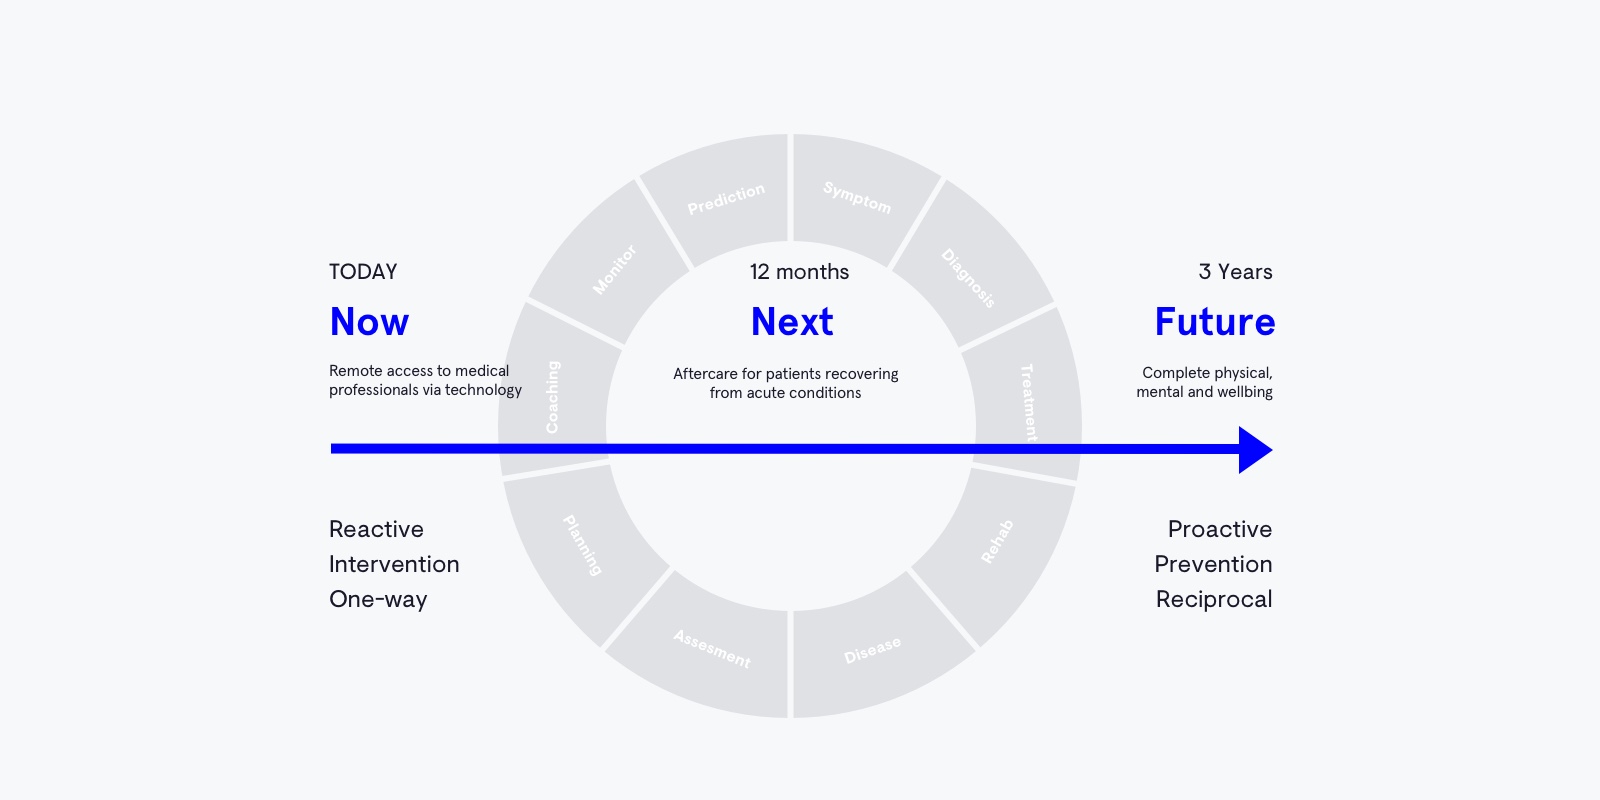 Prediction
Symptom
Monitor
Diagnosis
TODAY
Now
Remote access to medical
professionals via technology
12 months
Next
Aftercare for patients recovering
from acute conditions
3 Years
Future
Complete physical,
mental and wellbing
Coaching
Treatment
Reactive
Intervention
One-way
Proactive
Prevention
Reciprocal
Planning
Rehab
Assesment
Disease